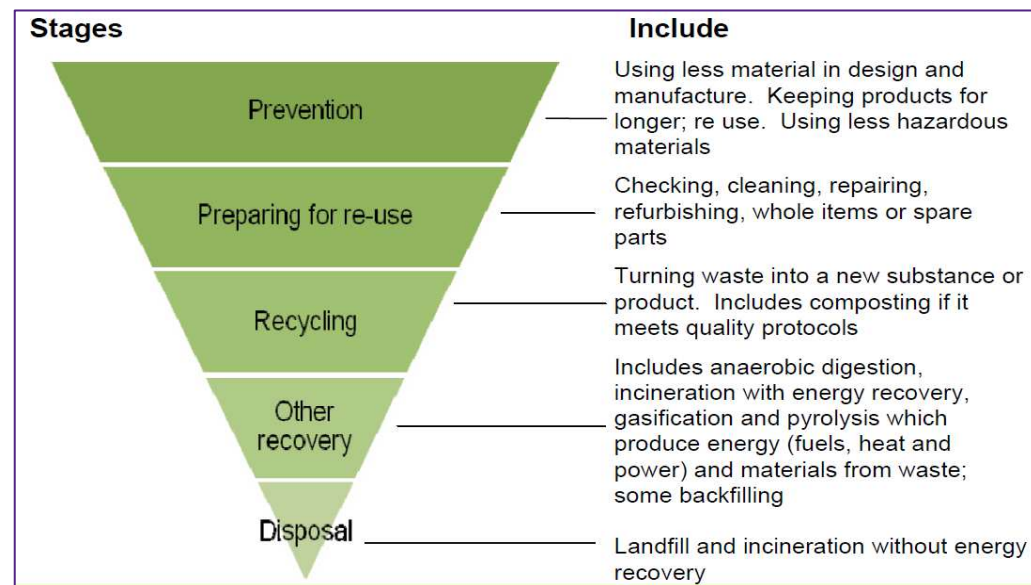 Stages
Include
Prevention
Using less material in design and
manufacture. Keeping products for
longer; re use. Using less hazardous
materials
Preparing for re-use
Checking, cleaning, repairing,
refurbishing, whole items or spare
parts
Recycling
Turning waste into a new substance or
product. Includes composting if it
meets quality protocols
Other
recovery
Includes anaerobic digestion,
incineration with energy recovery,
gasification and pyrolysis which
produce energy (fuels, heat and
power) and materials from waste;
some backfilling
Disposal
Landfill and incineration without energy
recovery